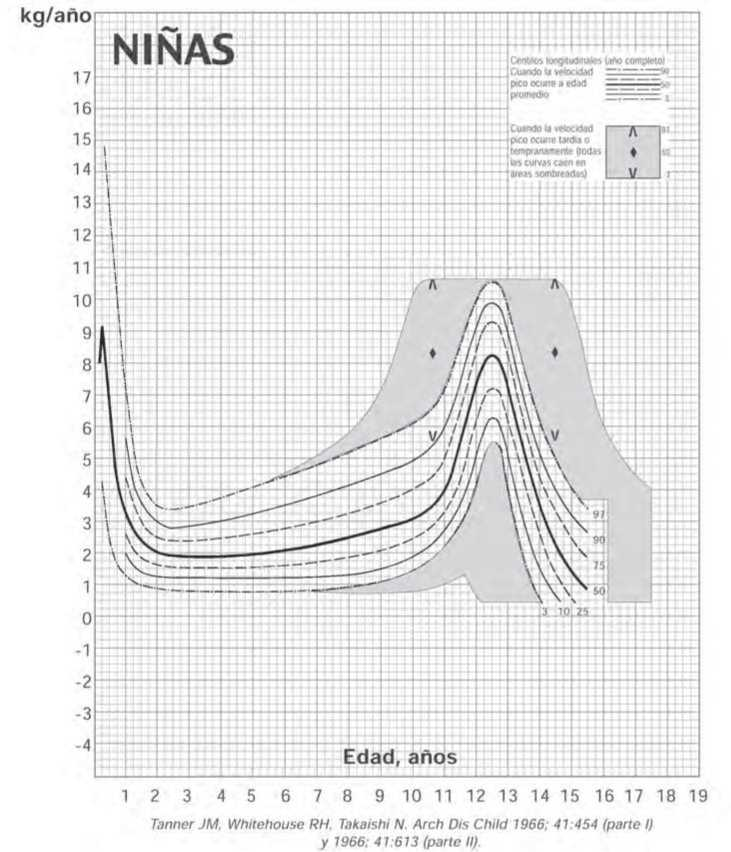 kg/año
NIÑAS
Centilos longitudinales (año completo)
Cuando la velocidad
pico ocurre a edad
promedio
50
Cuando la velocidad
pico ocurre tardía o
tempranamente (todas
las curvas caen en
áreas sombreadas)
17
16
15
14
13
12
11
10
9
8
7
6
5
4
3
2
1
0
-1
-2
-3
-4
97
90
75
50
3 10 25
Edad, años
1 2 3 4 5 6 7 8 9 10 11 12 13 14 15 16 17 18 19
Tanner JM, Whitehouse RH, Takaishi N. Arch Dis Child 1966; 41:454 (parte I)
y 1966; 41:613 (parte II).